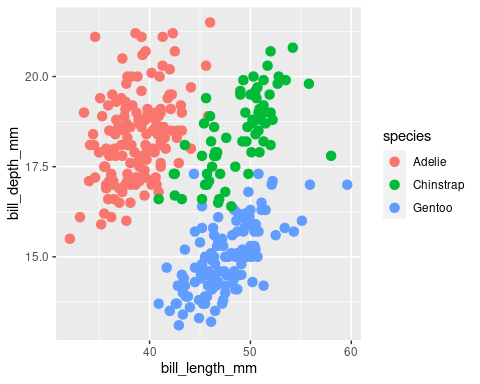 bill_depth_mm
20.0
17.5
15.0
40
50
60
bill_length_mm
species
Adelie
Chinstrap
Gentoo